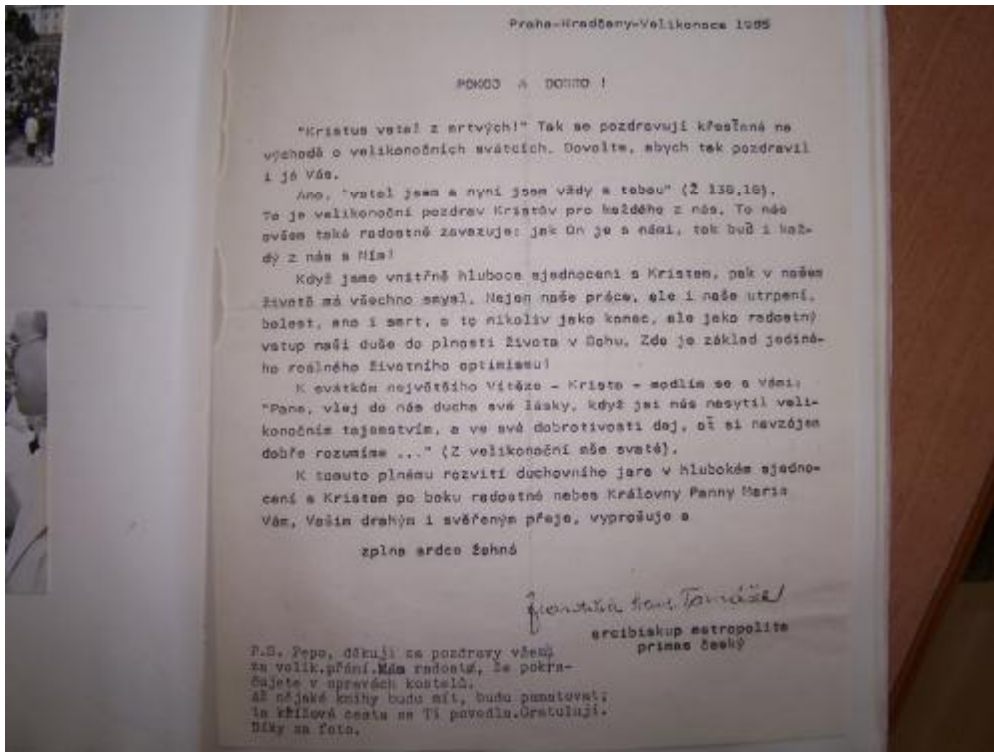 Praha-Hradčany-Velikonoce 1985
POKOJ A DOBRO !
"Kristus vstal z mrtvých!" Tak se pozdravují křesťané na
východě o velikonočních svátcích. Dovolte, abych tak pozdravil
i já Vás.
Ano, "vstal jsem a nyní jsem vždy s tebou" (Ž 138,18).
To je velikonoční pozdrav Kristův pro každého z nás. To nás
ovšem také radostně zavazuje: jak On je s námi, tak buď i kaž-
dý z nás s Ním!
Když jsme vnitřně hluboce sjednoceni s Kristem, pak v našem
životě má všechno smysl. Nejen naše práce, ale i naše utrpení,
bolest, ano i smrt, a to nikoliv jako konec, ale jako radostný
vstup naší duše do plnosti života v Bohu. Zde je základ jediné-
ho reálného životního optimismu!
K svátkům největšího Vítěze - Krista - modlím se s Vámi:
"Pane, vlej do nás ducha své lásky, když jsi nás nasytil veli-
konočním tajemstvím, a ve své dobrotivosti dej, ať si navzájem
dobře rozumíme ..." (Z velikonoční mše svaté).
K tomuto plnému rozvití duchovního jara v hlubokém sjedno-
cení s Kristem po boku radostné nebes Královny Panny Marie
Vám, Vašim drahým i svěřeným přeje, vyprošuje a
zplna srdce žehná
František kard. Tomášek
arcibiskup metropolita
primas český
P.S. Pepo, děkuji za pozdravy všem,
za velik.přání. Mám radost, že pokra-
čujete v opravách kostelů.
Až nějaké knihy budu mít, budu pamatovat;
ta křížová cesta se Ti povedla.Gratuluji.
Díky za foto.